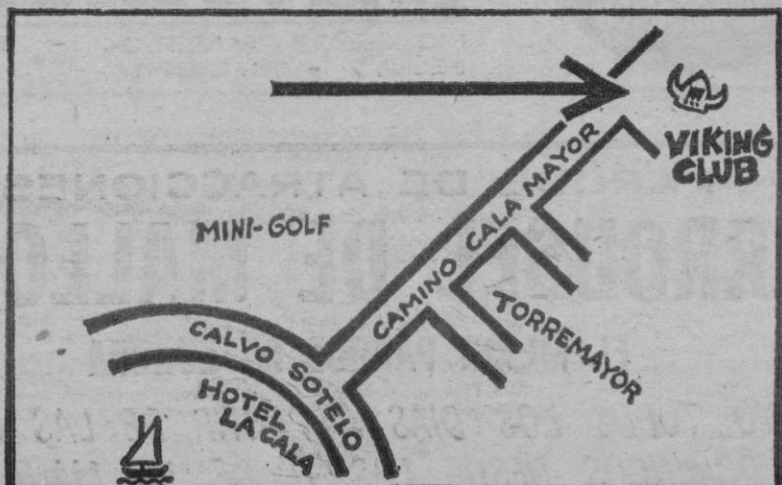 VIKING
CLUB
MINI-GOLF
CAMINO CALA MAYOR
TORREMAYOR
CALVO SOTELO
HOTEL
LA CALA